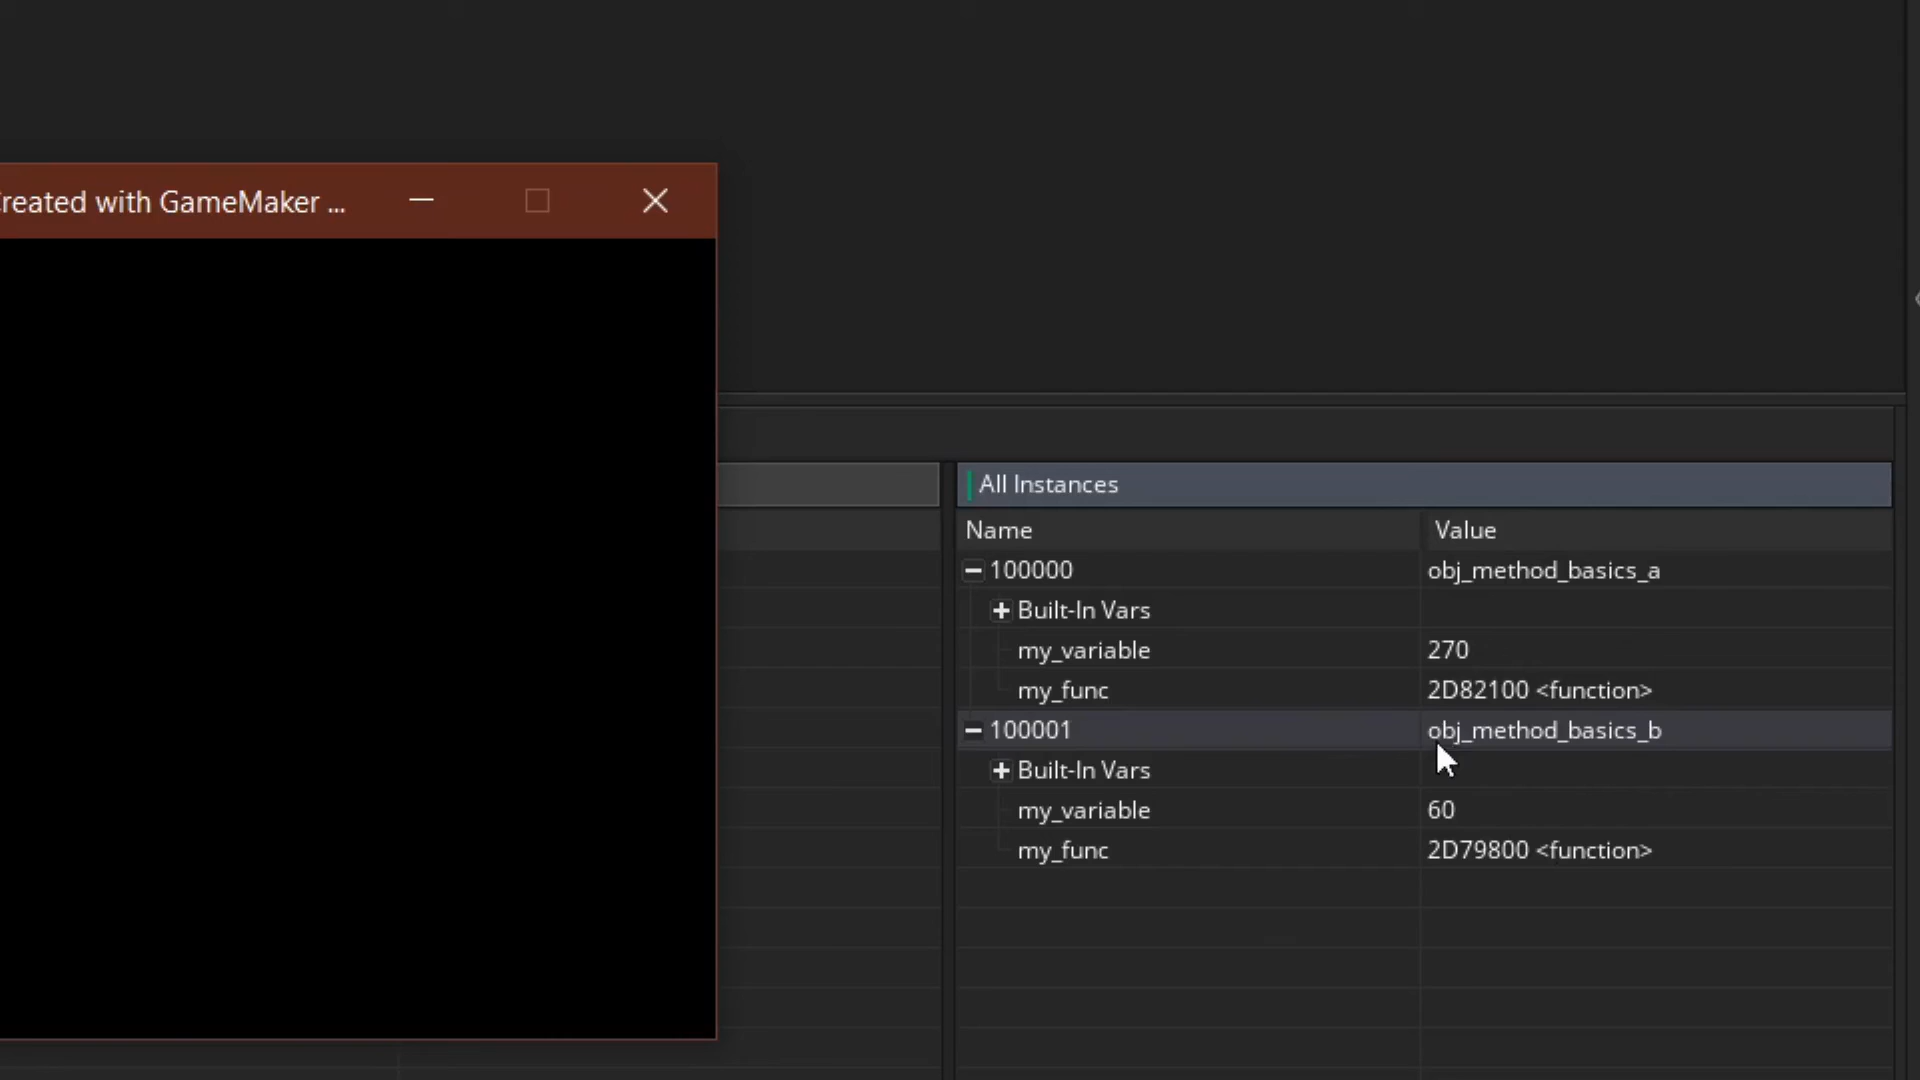 reated with GameMaker ...
All Instances
Name Value
100000 obj_method_basics_a
Built-In Vars
my_variable 270
my_func 2D82100 <function>
100001 obj_method_basics_b
Built-In Vars
my_variable 60
my_func 2D79800 <function>